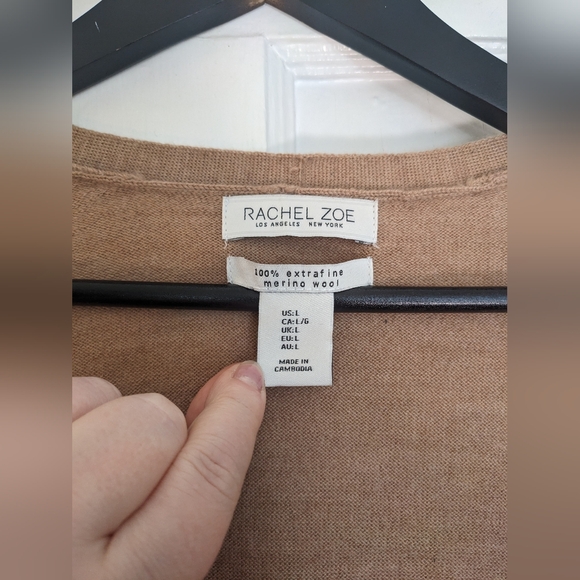 RACHEL ZOE
LOS ANGELES NEW YORK
100% extrafine
merino wool
US:L
CA:L/G
UK:L
EU:L
AU:L
MADE IN
CAMBODIA